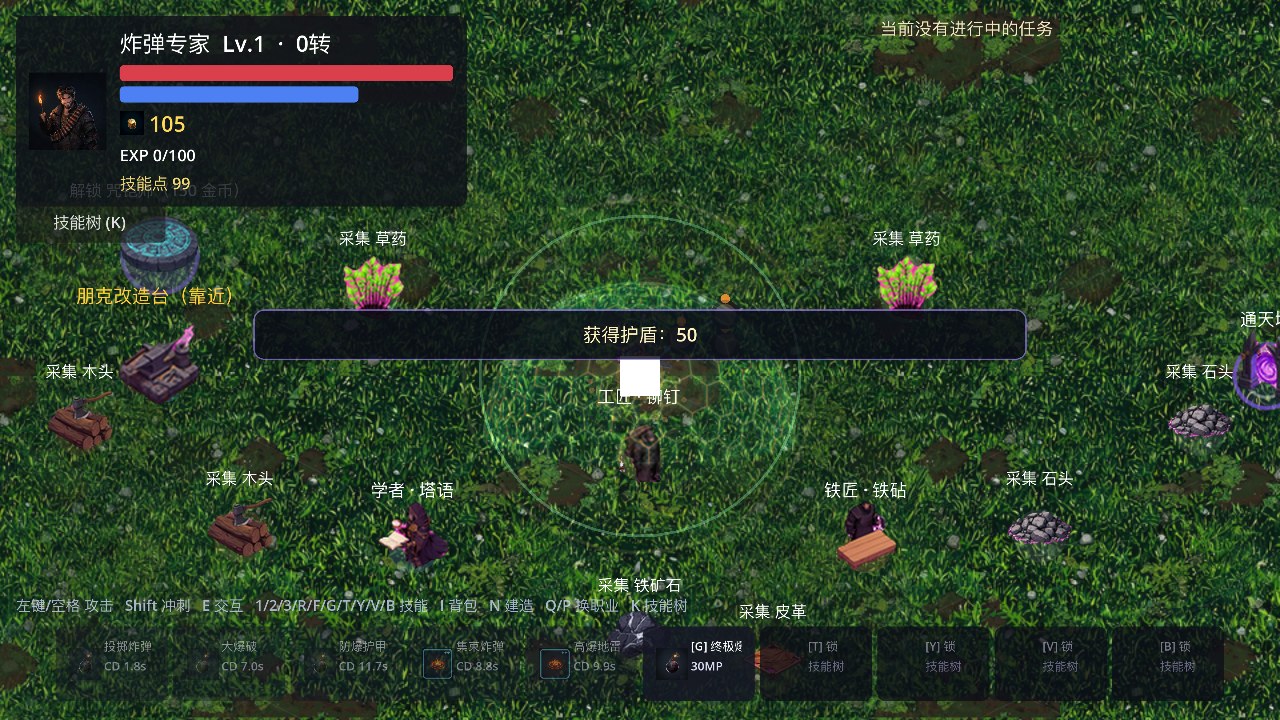 炸弹专家 Lv.1 · 0转
105
EXP 0/100
技能点 99
技能树 (K)
当前没有进行中的任务
采集 草药
采集 草药
朋克改造台（靠近）
获得护盾：50
采集 木头
采集 石头
工匠 · 铆钉
采集 木头
学者 · 塔语
铁匠 · 铁砧
采集 石头
采集 铁矿石
左键/空格 攻击 Shift 冲刺 E 交互 1/2/3/R/F/G/T/Y/V/B 技能 I 背包 N 建造 Q/P 换职业 K 技能树
采集 皮革
投掷炸弹
CD 1.8s
大爆破
CD 7.0s
防爆护甲
CD 11.7s
集束炸弹
CD 8.8s
高爆地雷
CD 9.9s
[G] 终极爆
30MP
[T] 锁
技能树
[Y] 锁
技能树
[V] 锁
技能树
[B] 锁
技能树